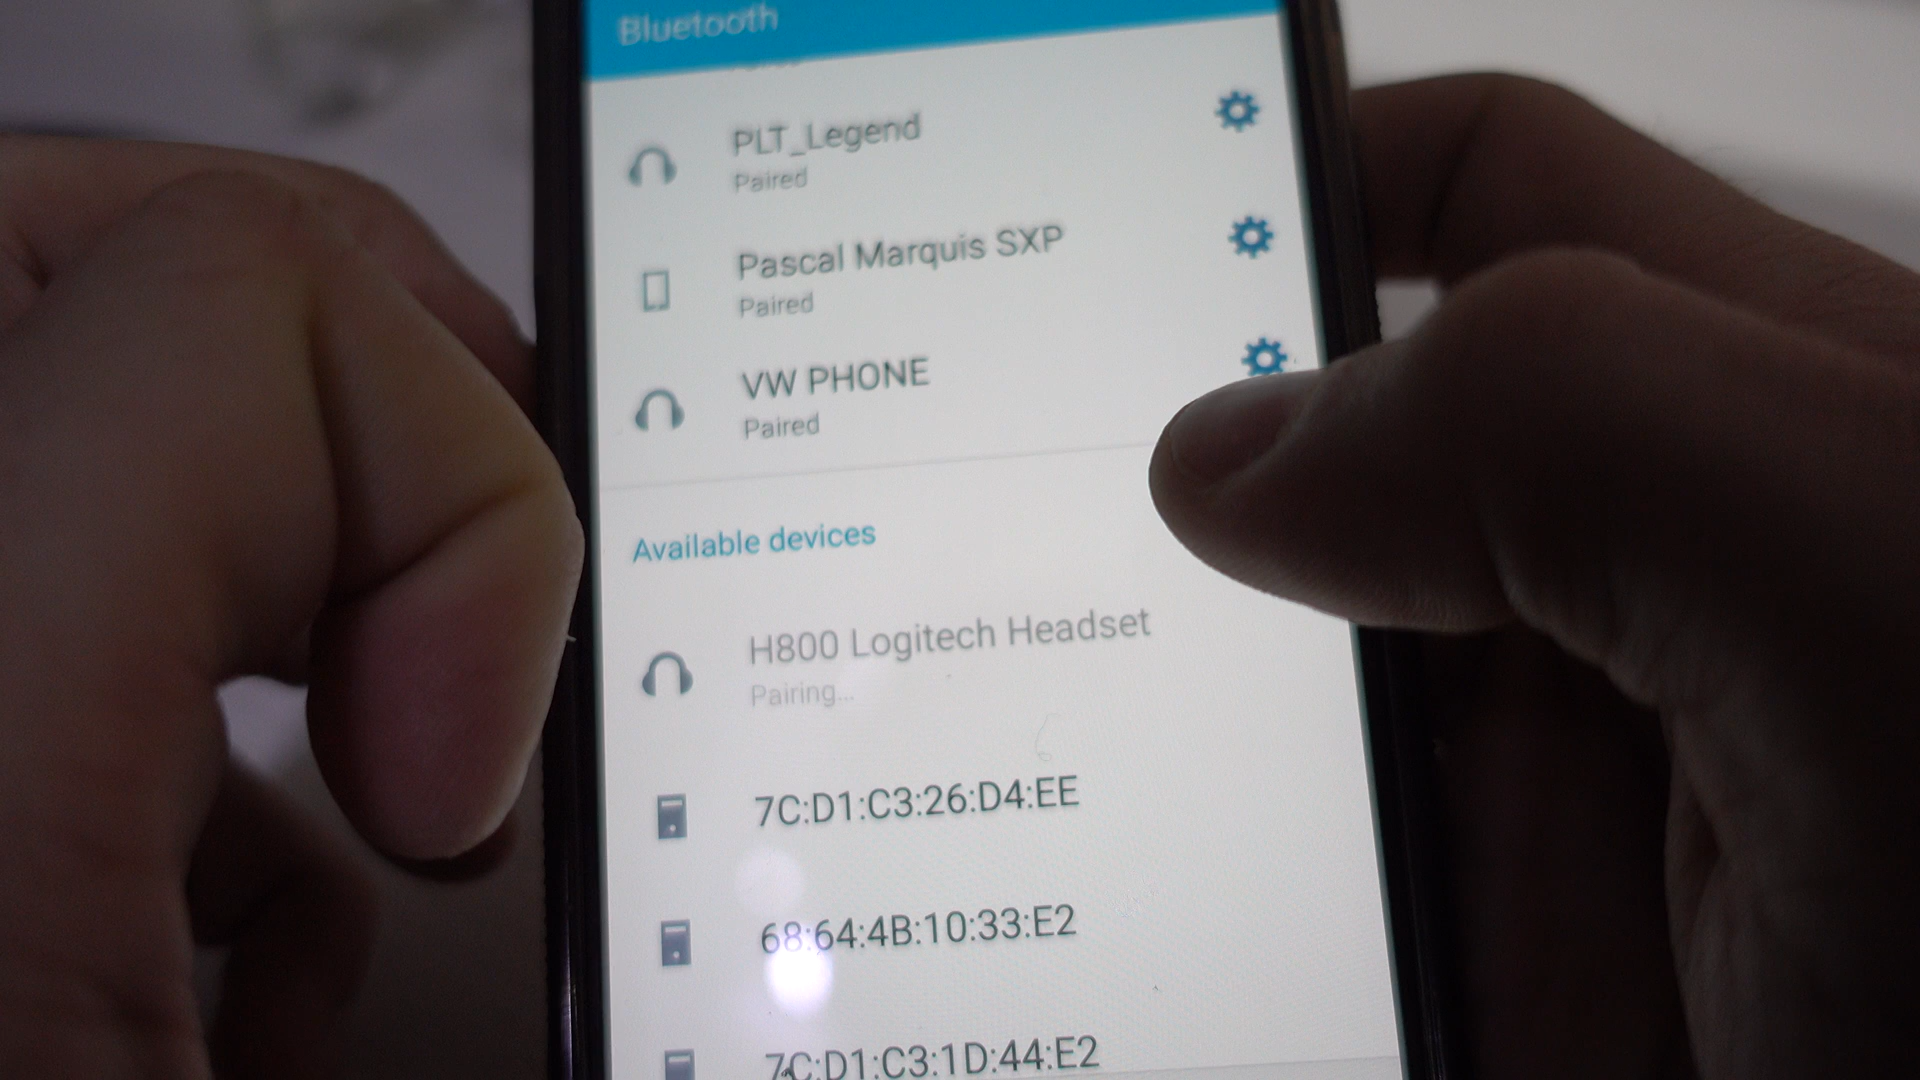 Bluetooth
PLT_Legend
Paired
Pascal Marquis SXP
Paired
VW PHONE
Paired
Available devices
H800 Logitech Headset
Pairing...
7C:D1:C3:26:D4:EE
68:64:4B:10:33:E2
7C:D1:C3:1D:44:E2